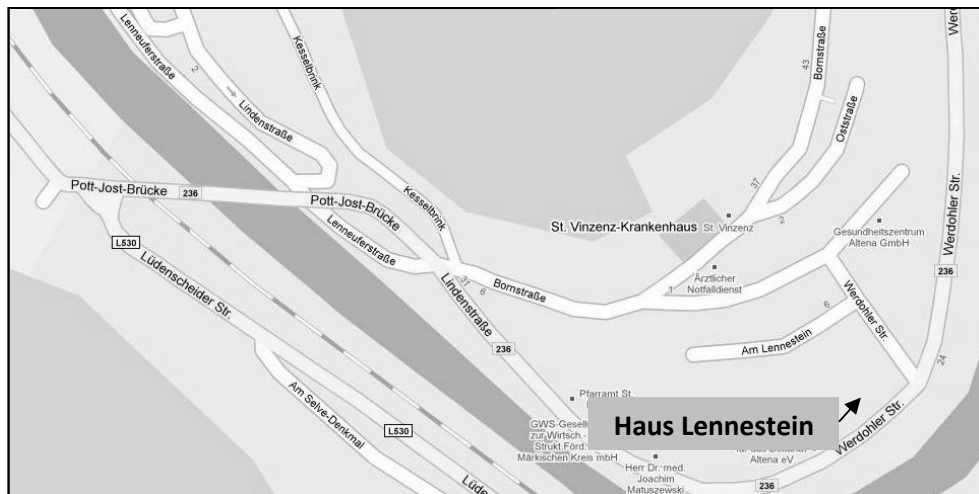 Lenneuferstraße
2
Lindenstraße
Kesselbrink
43
Bornstraße
Oststraße
Werdohler Str.
Pott-Jost-Brücke
236
Pott-Jost-Brücke
Kesselbrink
37
2
St. Vinzenz-Krankenhaus
St. Vinzenz
Gesundheitszentrum
Altena GmbH
L530
Lenneuferstraße
Lüdenscheider Str.
31
6
Bornstraße
1
Ärztlicher
Notfalldienst
236
Werdohler Str.
Lindenstraße
236
6
Am Lennestein
24
Am Selve-Denkmal
L530
Pfarramt St.
GWS-Gesell
zur Wirtsch.-
Strukt.Förd.
Märkischen Kreis mbH
Haus Lennestein
Werdohler Str.
Altena eV
Herr Dr. med.
Joachim
Matuszewski
236